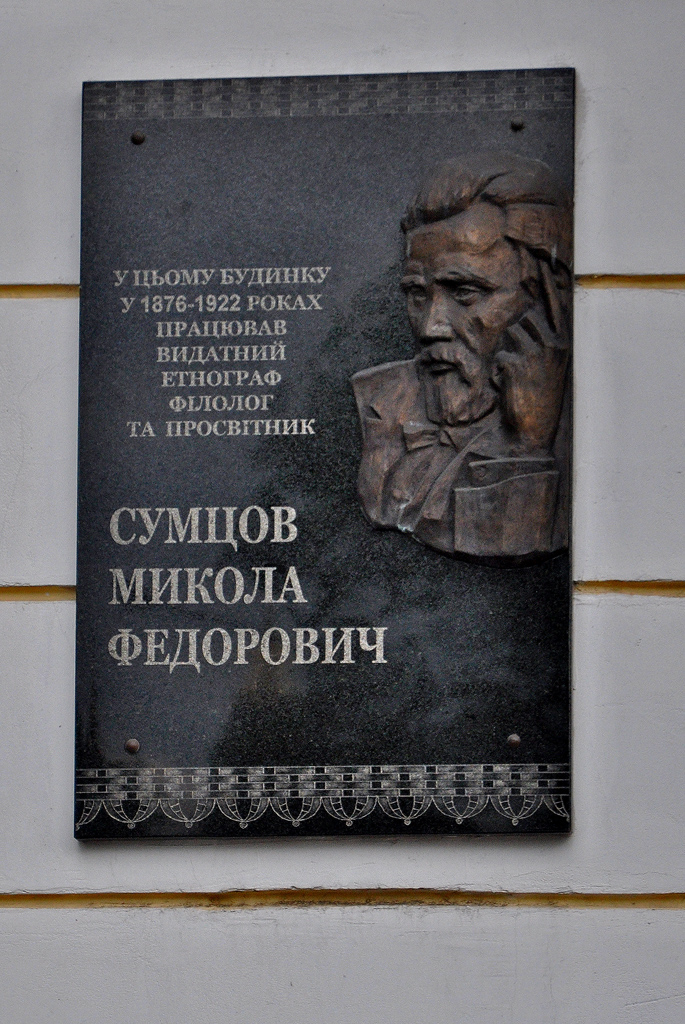 У ЦЬОМУ БУДИНКУ
У 1876-1922 РОКАХ
ПРАЦЮВАВ
ВИДАТНИЙ
ЕТНОГРАФ
ФІЛОЛОГ
ТА ПРОСВІТНИК
СУМЦОВ
МИКОЛА
ФЕДОРОВИЧ